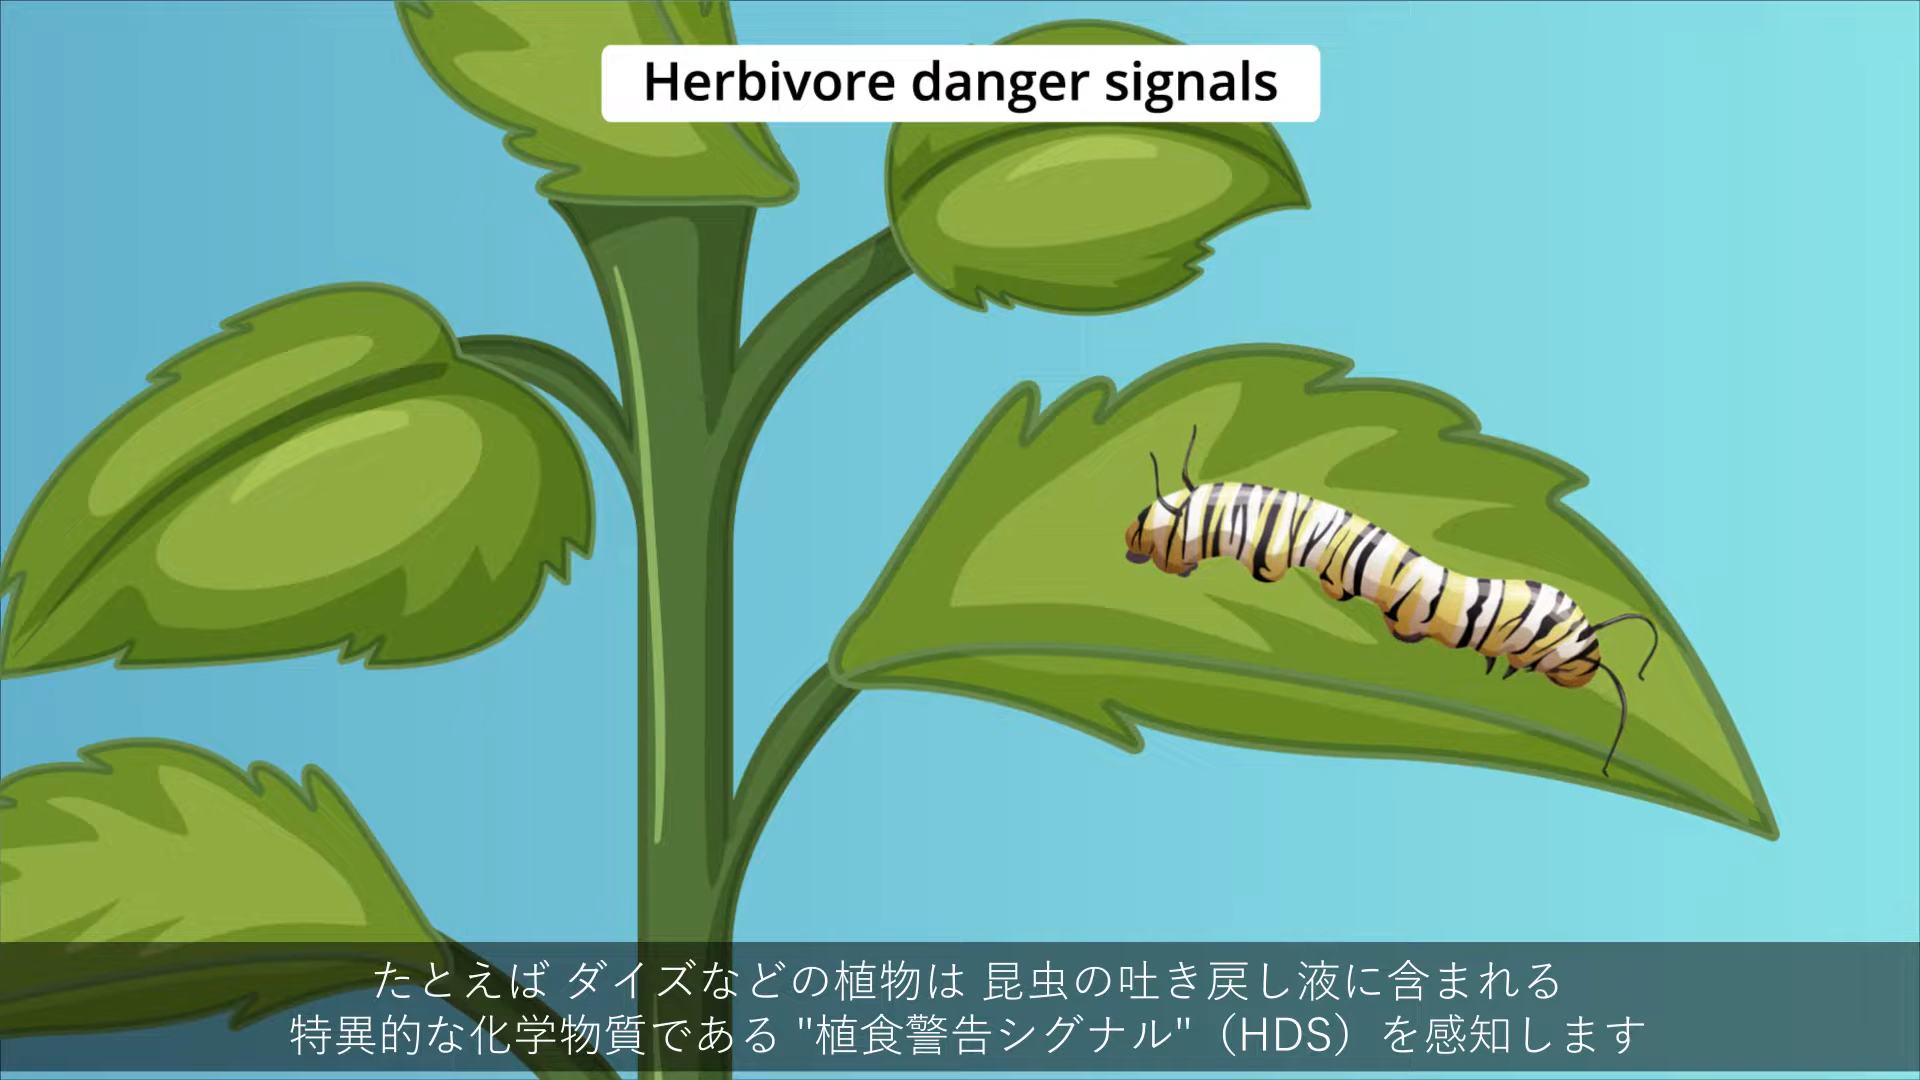 Herbivore danger signals
たとえば ダイズなどの植物は 昆虫の吐き戻し液に含まれる
特異的な化学物質である "植食警告シグナル"（HDS）を感知します